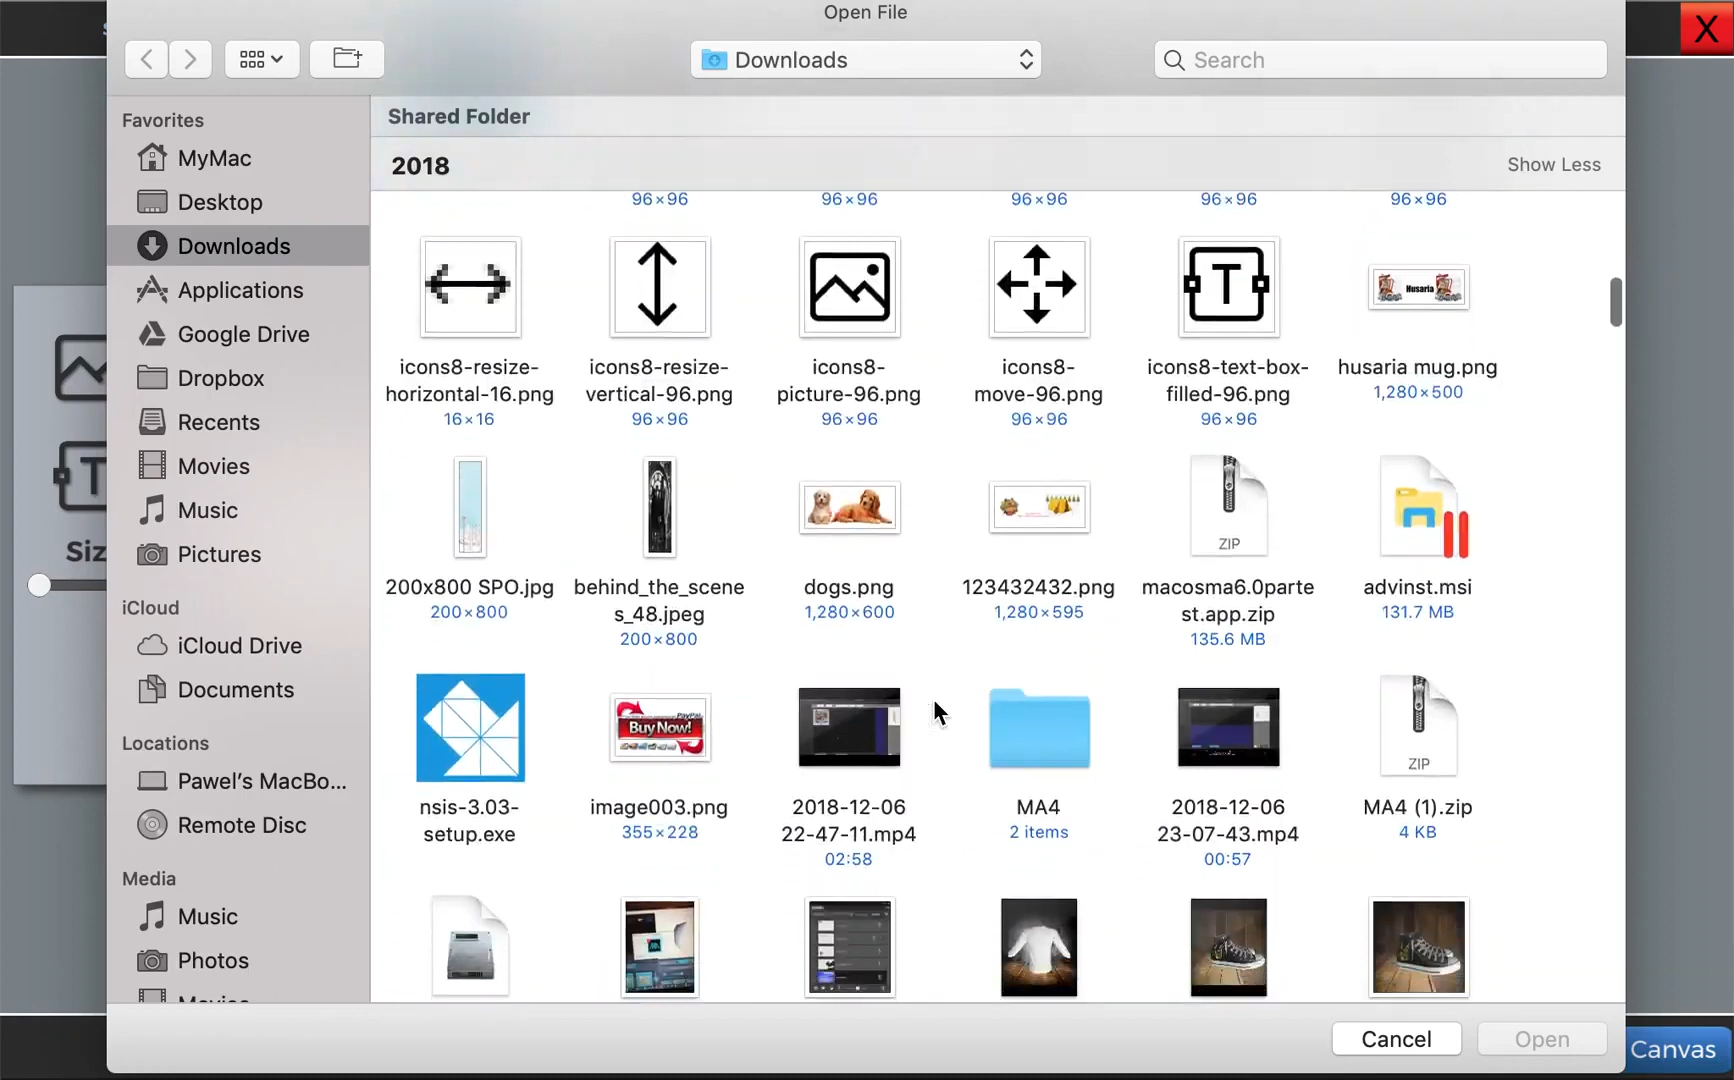 Open File
X
Downloads
Search
Favorites
Shared Folder
MyMac
2018
Show Less
Desktop
96×96 96×96 96×96 96×96 96×96
Downloads
Applications
Husaria
Google Drive
icons8-resize-
horizontal-16.png
16×16
icons8-resize-
vertical-96.png
96×96
icons8-
picture-96.png
96×96
icons8-
move-96.png
96×96
T
icons8-text-box-
filled-96.png
96×96
husaria mug.png
1,280×500
Dropbox
Recents
Movies
Music
Pictures
T
Siz
ZIP
200x800 SPO.jpg
200×800
behind_the_scene
s_48.jpeg
200×800
dogs.png
1,280×600
123432432.png
1,280×595
macosma6.0parte
st.app.zip
135.6 MB
advinst.msi
131.7 MB
iCloud
iCloud Drive
Documents
Locations
Pawel's MacBo...
Remote Disc
PayPal
Buy Now!
ZIP
nsis-3.03-
setup.exe
image003.png
355×228
2018-12-06
22-47-11.mp4
02:58
MA4
2 items
2018-12-06
23-07-43.mp4
00:57
MA4 (1).zip
4 KB
Media
Music
Photos
Movies
Cancel
Open
Canvas